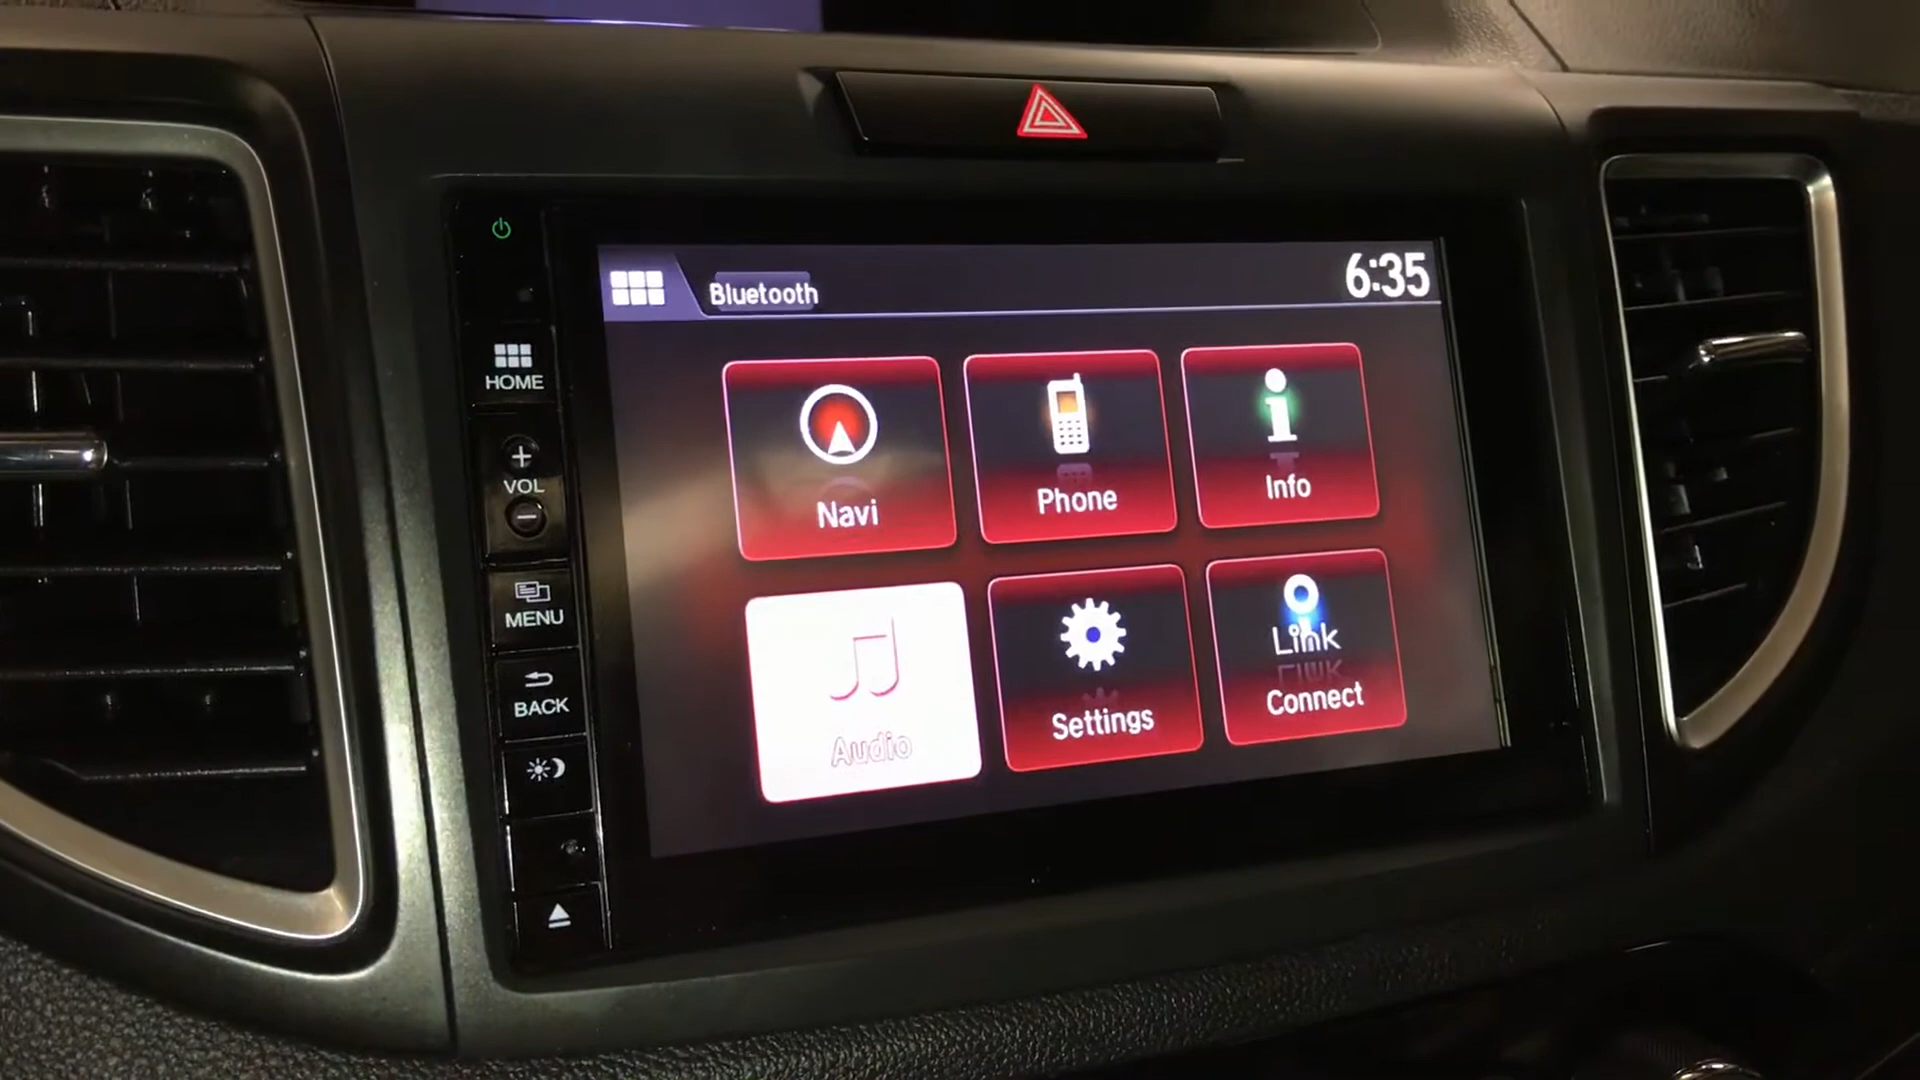 Bluetooth
6:35
HOME
+
VOL
−
MENU
BACK
Navi
Phone
Info
Audio
Settings
Link
Connect